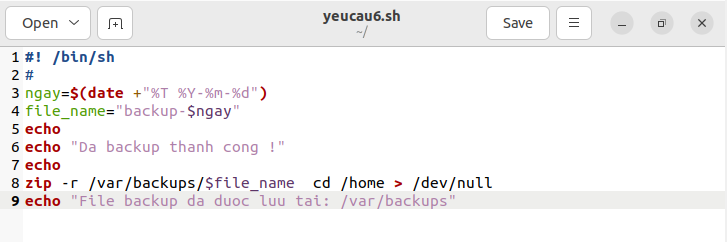 Open
yeucau6.sh
~/
Save
1 #! /bin/sh
2 #
3 ngay=$(date +"%T %Y-%m-%d")
4 file_name="backup-$ngay"
5 echo
6 echo "Da backup thanh cong !"
7 echo
8 zip -r /var/backups/$file_name  cd /home > /dev/null
9 echo "File backup da duoc luu tai: /var/backups"